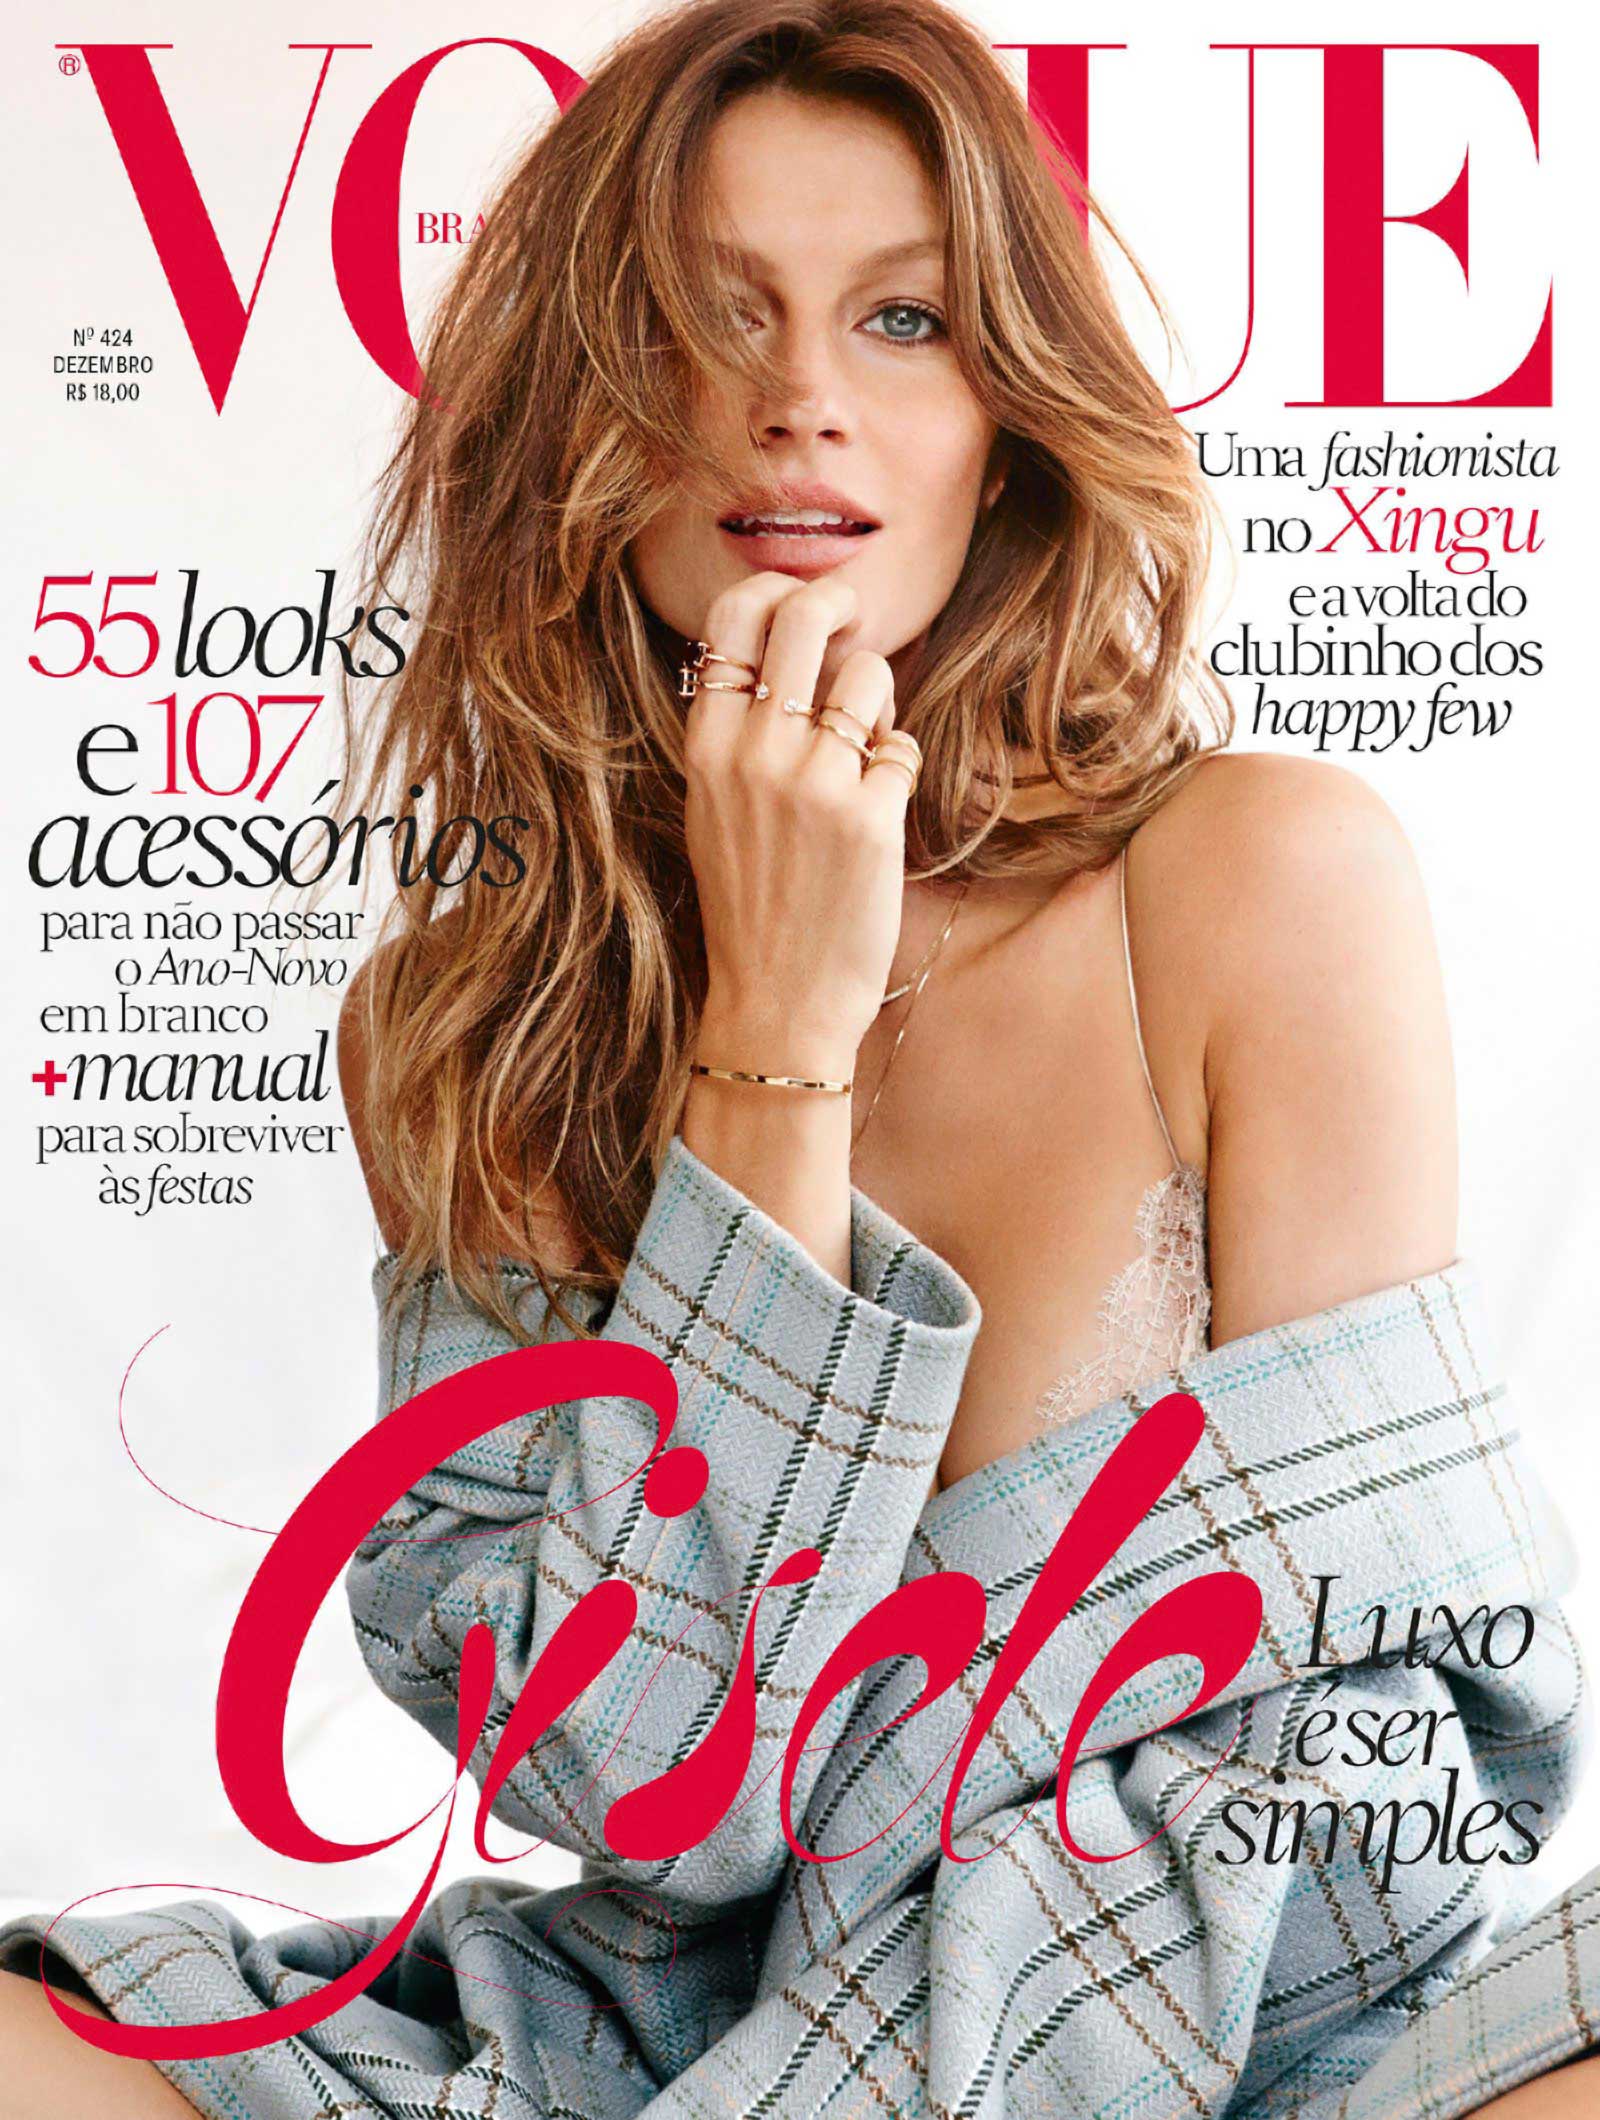 VOGUE
®
BRA
Nº 424
DEZEMBRO
R$ 18,00
Uma fashionista
no Xingu
e a volta do
clubinho dos
happy few
55 looks
e 107
acessórios
para não passar
o Ano-Novo
em branco
+manual
para sobreviver
às festas
Gisele
Luxo
é ser
simples